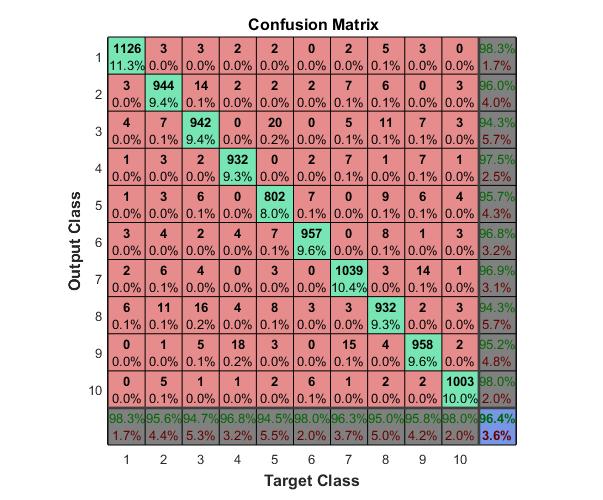 Confusion Matrix
1 1126 3 3 2 2 0 2 5 3 0 98.3%
11.3% 0.0% 0.0% 0.0% 0.0% 0.0% 0.0% 0.1% 0.0% 0.0% 1.7%
2 3 944 14 2 2 2 7 6 0 3 96.0%
0.0% 9.4% 0.1% 0.0% 0.0% 0.0% 0.1% 0.1% 0.0% 0.0% 4.0%
3 4 7 942 0 20 0 5 11 7 3 94.3%
0.0% 0.1% 9.4% 0.0% 0.2% 0.0% 0.1% 0.1% 0.1% 0.0% 5.7%
4 1 3 2 932 0 2 7 1 7 1 97.5%
0.0% 0.0% 0.0% 9.3% 0.0% 0.0% 0.1% 0.0% 0.1% 0.0% 2.5%
5 1 3 6 0 802 7 0 9 6 4 95.7%
0.0% 0.0% 0.1% 0.0% 8.0% 0.1% 0.0% 0.1% 0.1% 0.0% 4.3%
6 3 4 2 4 7 957 0 8 1 3 96.8%
0.0% 0.0% 0.0% 0.0% 0.1% 9.6% 0.0% 0.1% 0.0% 0.0% 3.2%
7 2 6 4 0 3 0 1039 3 14 1 96.9%
0.0% 0.1% 0.0% 0.0% 0.0% 0.0% 10.4% 0.0% 0.1% 0.0% 3.1%
8 6 11 16 4 8 3 3 932 2 3 94.3%
0.1% 0.1% 0.2% 0.0% 0.1% 0.0% 0.0% 9.3% 0.0% 0.0% 5.7%
9 0 1 5 18 3 0 15 4 958 2 95.2%
0.0% 0.0% 0.1% 0.2% 0.0% 0.0% 0.1% 0.0% 9.6% 0.0% 4.8%
10 0 5 1 1 2 6 1 2 2 1003 98.0%
0.0% 0.1% 0.0% 0.0% 0.0% 0.1% 0.0% 0.0% 0.0% 10.0% 2.0%
98.3% 95.6% 94.7% 96.8% 94.5% 98.0% 96.3% 95.0% 95.8% 98.0% 96.4%
1.7% 4.4% 5.3% 3.2% 5.5% 2.0% 3.7% 5.0% 4.2% 2.0% 3.6%
1 2 3 4 5 6 7 8 9 10
Output Class
Target Class